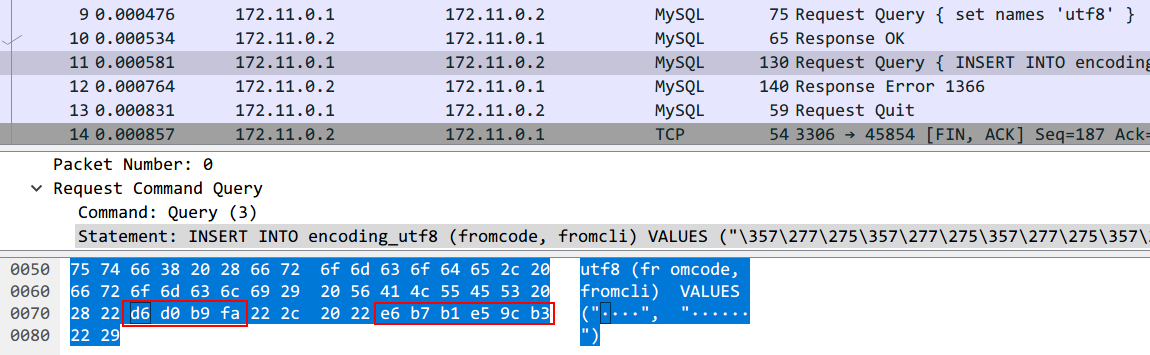 9 0.000476 172.11.0.1 172.11.0.2 MySQL 75 Request Query { set names 'utf8' }
10 0.000534 172.11.0.2 172.11.0.1 MySQL 65 Response OK
11 0.000581 172.11.0.1 172.11.0.2 MySQL 130 Request Query { INSERT INTO encoding
12 0.000764 172.11.0.2 172.11.0.1 MySQL 140 Response Error 1366
13 0.000831 172.11.0.1 172.11.0.2 MySQL 59 Request Quit
14 0.000857 172.11.0.2 172.11.0.1 TCP 54 3306 → 45854 [FIN, ACK] Seq=187 Ack=
Packet Number: 0
Request Command Query
Command: Query (3)
Statement: INSERT INTO encoding_utf8 (fromcode, fromcli) VALUES ("\357\277\275\357\277\275\357\277\275\357\
0050 75 74 66 38 20 28 66 72 6f 6d 63 6f 64 65 2c 20 utf8 (fr omcode,
0060 66 72 6f 6d 63 6c 69 29 20 56 41 4c 55 45 53 20 fromcli) VALUES
0070 28 22 d6 d0 b9 fa 22 2c 20 22 e6 b7 b1 e5 9c b3 ("····", "······
0080 22 29 ")